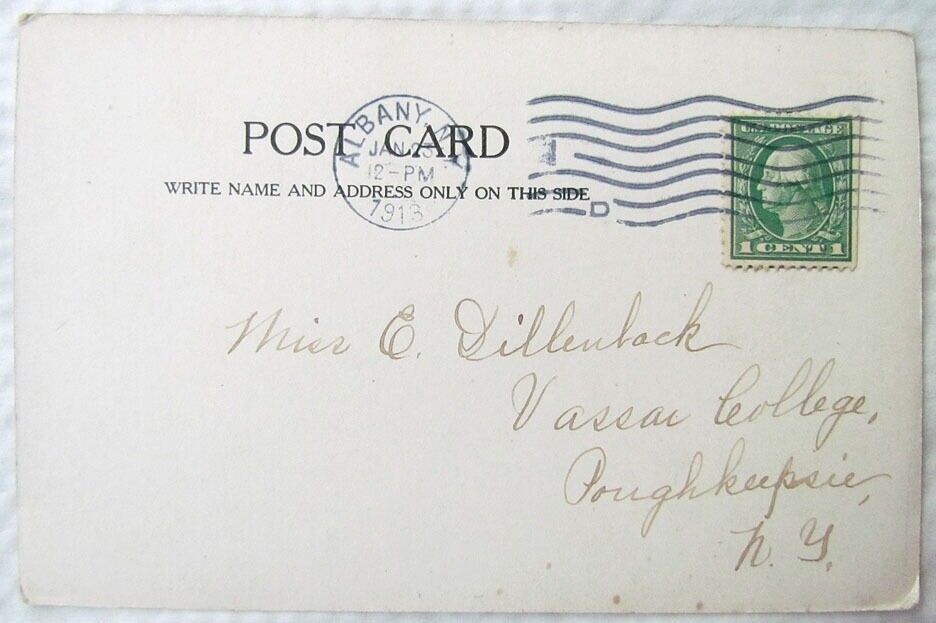 POST CARD
WRITE NAME AND ADDRESS ONLY ON THIS SIDE
ALBANY, N.Y.
JAN 23
12-PM
1913
D
U.S. POSTAGE
1 CENT 1
Miss E. Dillenback
Vassar College,
Poughkeepsie,
N. Y.